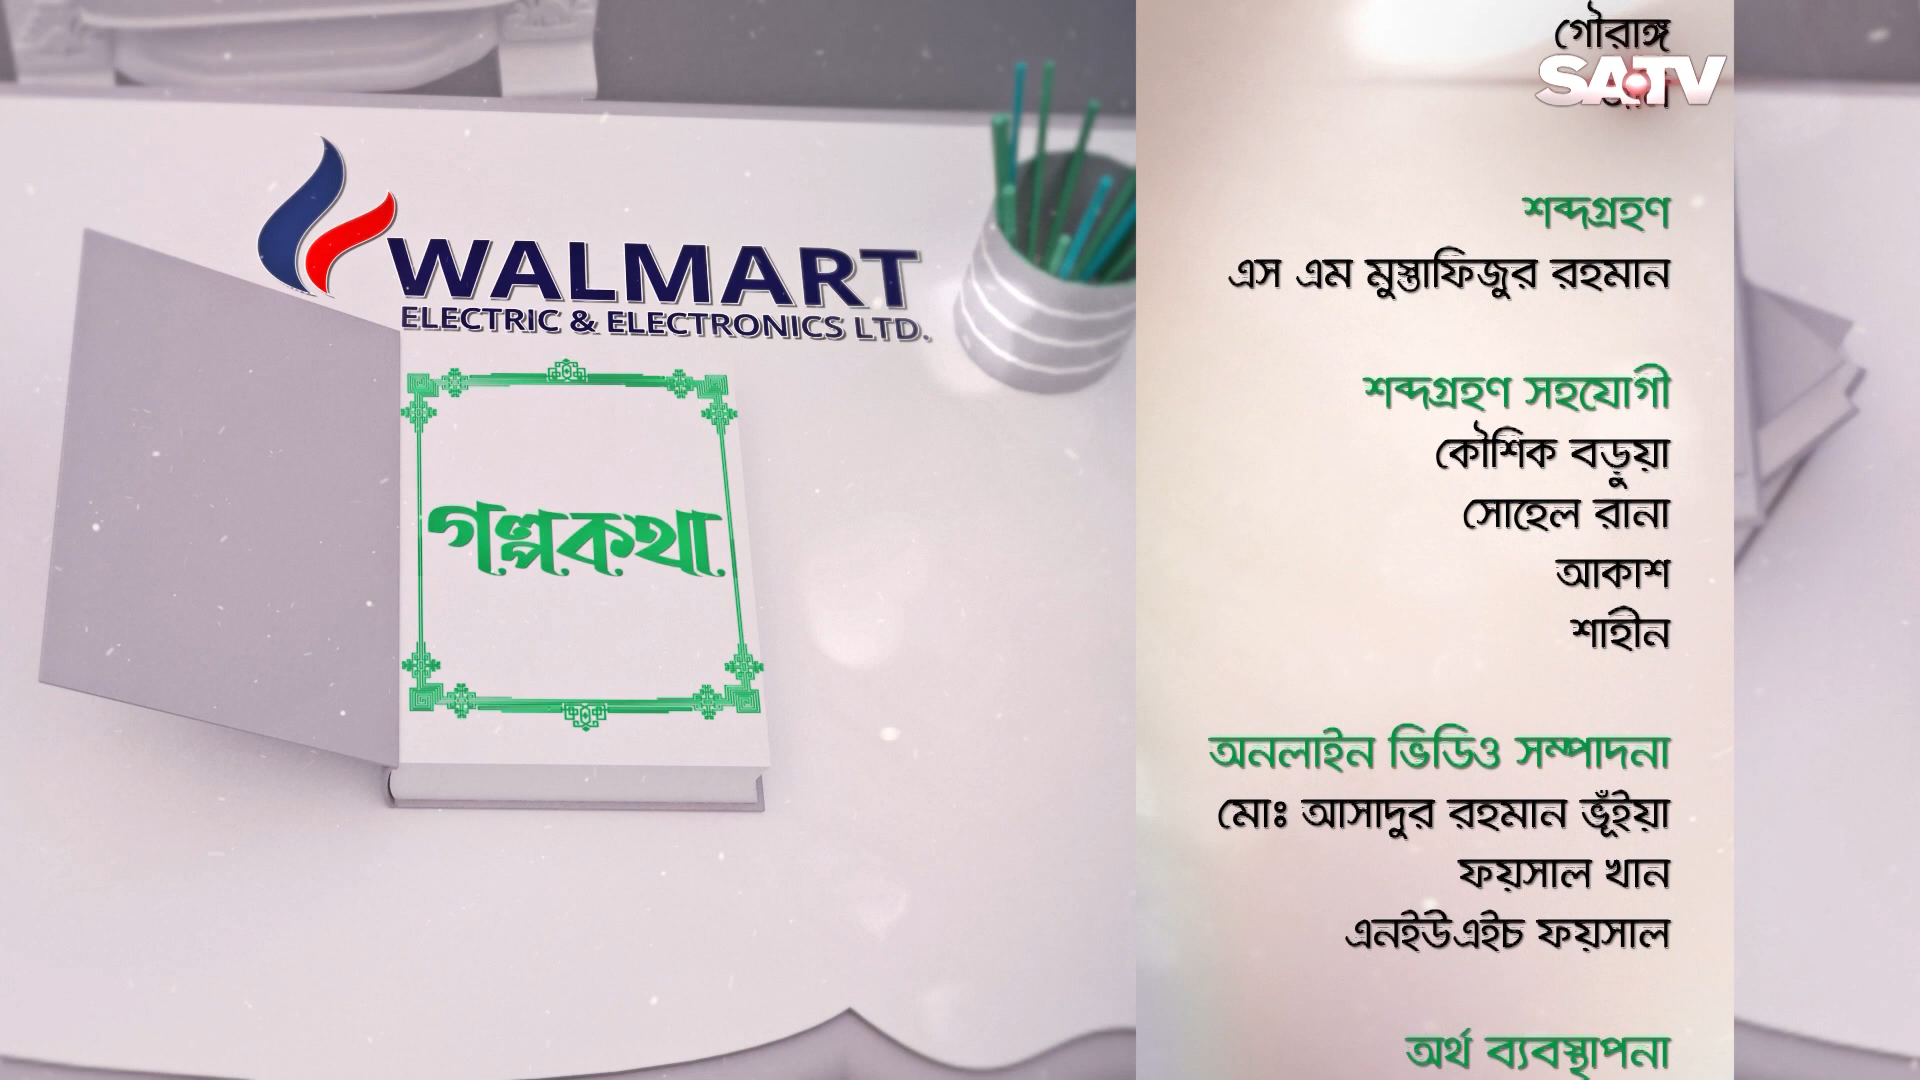 WALMART
ELECTRIC & ELECTRONICS LTD.
গল্পকথা
গৌরাঙ্গ
SATV
শব্দগ্রহণ
এস এম মুস্তাফিজুর রহমান
শব্দগ্রহণ সহযোগী
কৌশিক বড়ুয়া
সোহেল রানা
আকাশ
শাহীন
অনলাইন ভিডিও সম্পাদনা
মোঃ আসাদুর রহমান ভূঁইয়া
ফয়সাল খান
এনইউএইচ ফয়সাল
অর্থ ব্যবস্থাপনা